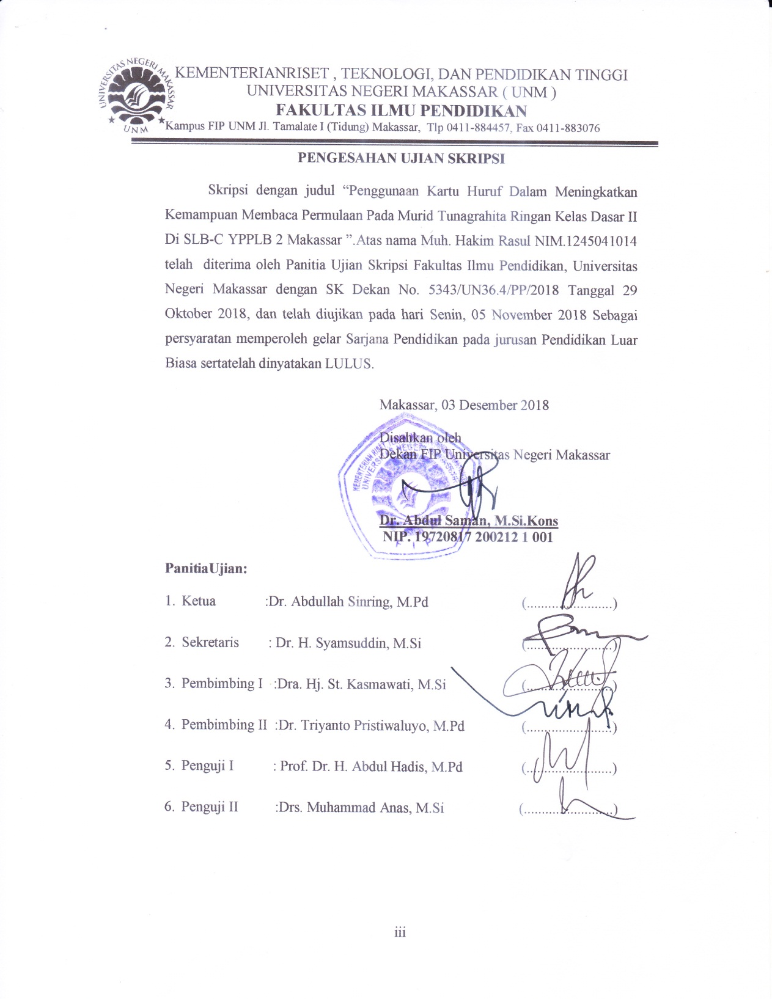 UNIVERSITAS NEGERI MAKASSAR
UNM
KEMENTERIANRISET , TEKNOLOGI, DAN PENDIDIKAN TINGGI
UNIVERSITAS NEGERI MAKASSAR ( UNM )
FAKULTAS ILMU PENDIDIKAN
Kampus FIP UNM Jl. Tamalate I (Tidung) Makassar, Tlp 0411-884457, Fax 0411-883076
PENGESAHAN UJIAN SKRIPSI
Skripsi dengan judul “Penggunaan Kartu Huruf Dalam Meningkatkan
Kemampuan Membaca Permulaan Pada Murid Tunagrahita Ringan Kelas Dasar II
Di SLB-C YPPLB 2 Makassar ”.Atas nama Muh. Hakim Rasul NIM.1245041014
telah diterima oleh Panitia Ujian Skripsi Fakultas Ilmu Pendidikan, Universitas
Negeri Makassar dengan SK Dekan No. 5343/UN36.4/PP/2018 Tanggal 29
Oktober 2018, dan telah diujikan pada hari Senin, 05 November 2018 Sebagai
persyaratan memperoleh gelar Sarjana Pendidikan pada jurusan Pendidikan Luar
Biasa sertatelah dinyatakan LULUS.
Makassar, 03 Desember 2018
Disahkan oleh
Dekan FIP Universitas Negeri Makassar
Dr. Abdul Saman, M.Si.Kons
NIP. 19720817 200212 1 001
F I P
Panitia Ujian:
1. Ketua :Dr. Abdullah Sinring, M.Pd (.......................)
2. Sekretaris : Dr. H. Syamsuddin, M.Si (.......................)
3. Pembimbing I :Dra. Hj. St. Kasmawati, M.Si (.......................)
4. Pembimbing II :Dr. Triyanto Pristiwaluyo, M.Pd (.......................)
5. Penguji I : Prof. Dr. H. Abdul Hadis, M.Pd (.......................)
6. Penguji II :Drs. Muhammad Anas, M.Si (.......................)
iii